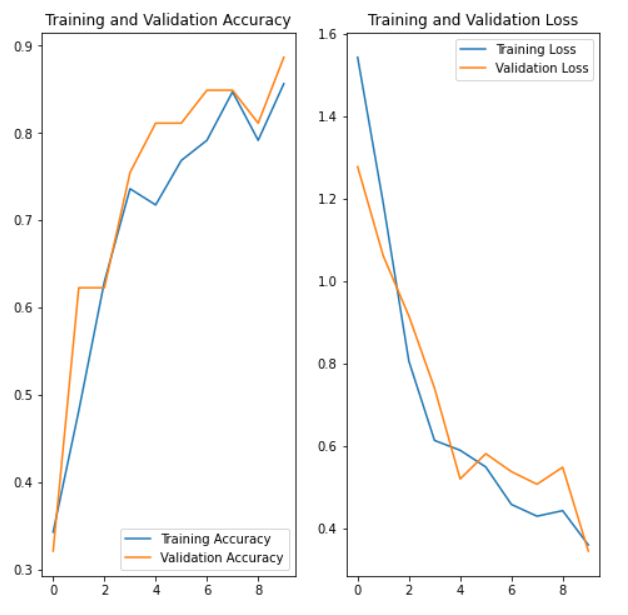 Training and Validation Accuracy
0.9
0.8
0.7
0.6
0.5
0.4
0.3
0 2 4 6 8
Training Accuracy
Validation Accuracy
Training and Validation Loss
1.6
1.4
1.2
1.0
0.8
0.6
0.4
0 2 4 6 8
Training Loss
Validation Loss